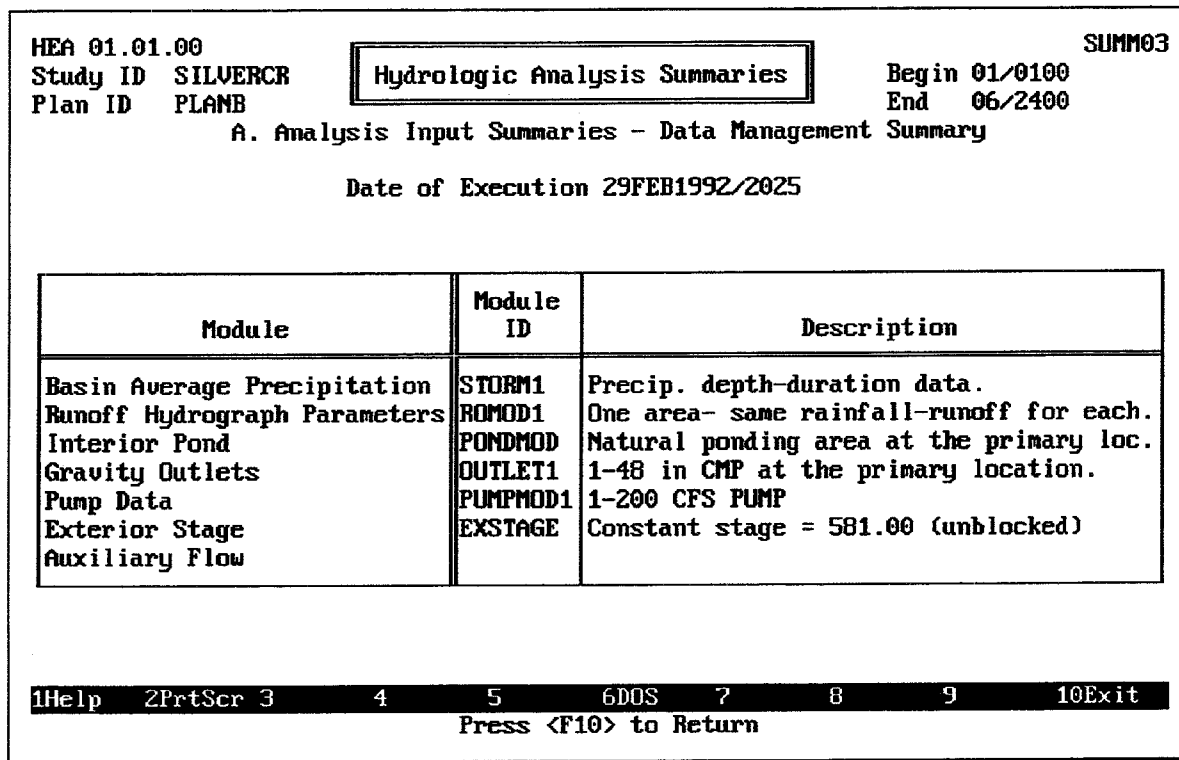 HEA 01.01.00 SUMM03
Study ID SILVERCR Hydrologic Analysis Summaries Begin 01/0100
Plan ID PLANB End 06/2400
A. Analysis Input Summaries - Data Management Summary
Date of Execution 29FEB1992/2025
Module Module ID Description
Basin Average Precipitation STORM1 Precip. depth-duration data.
Runoff Hydrograph Parameters ROMOD1 One area- same rainfall-runoff for each.
Interior Pond PONDMOD Natural ponding area at the primary loc.
Gravity Outlets OUTLET1 1-48 in CMP at the primary location.
Pump Data PUMPMOD1 1-200 CFS PUMP
Exterior Stage EXSTAGE Constant stage = 581.00 (unblocked)
Auxiliary Flow
1Help 2PrtScr 3 4 5 6DOS 7 8 9 10Exit
Press <F10> to Return